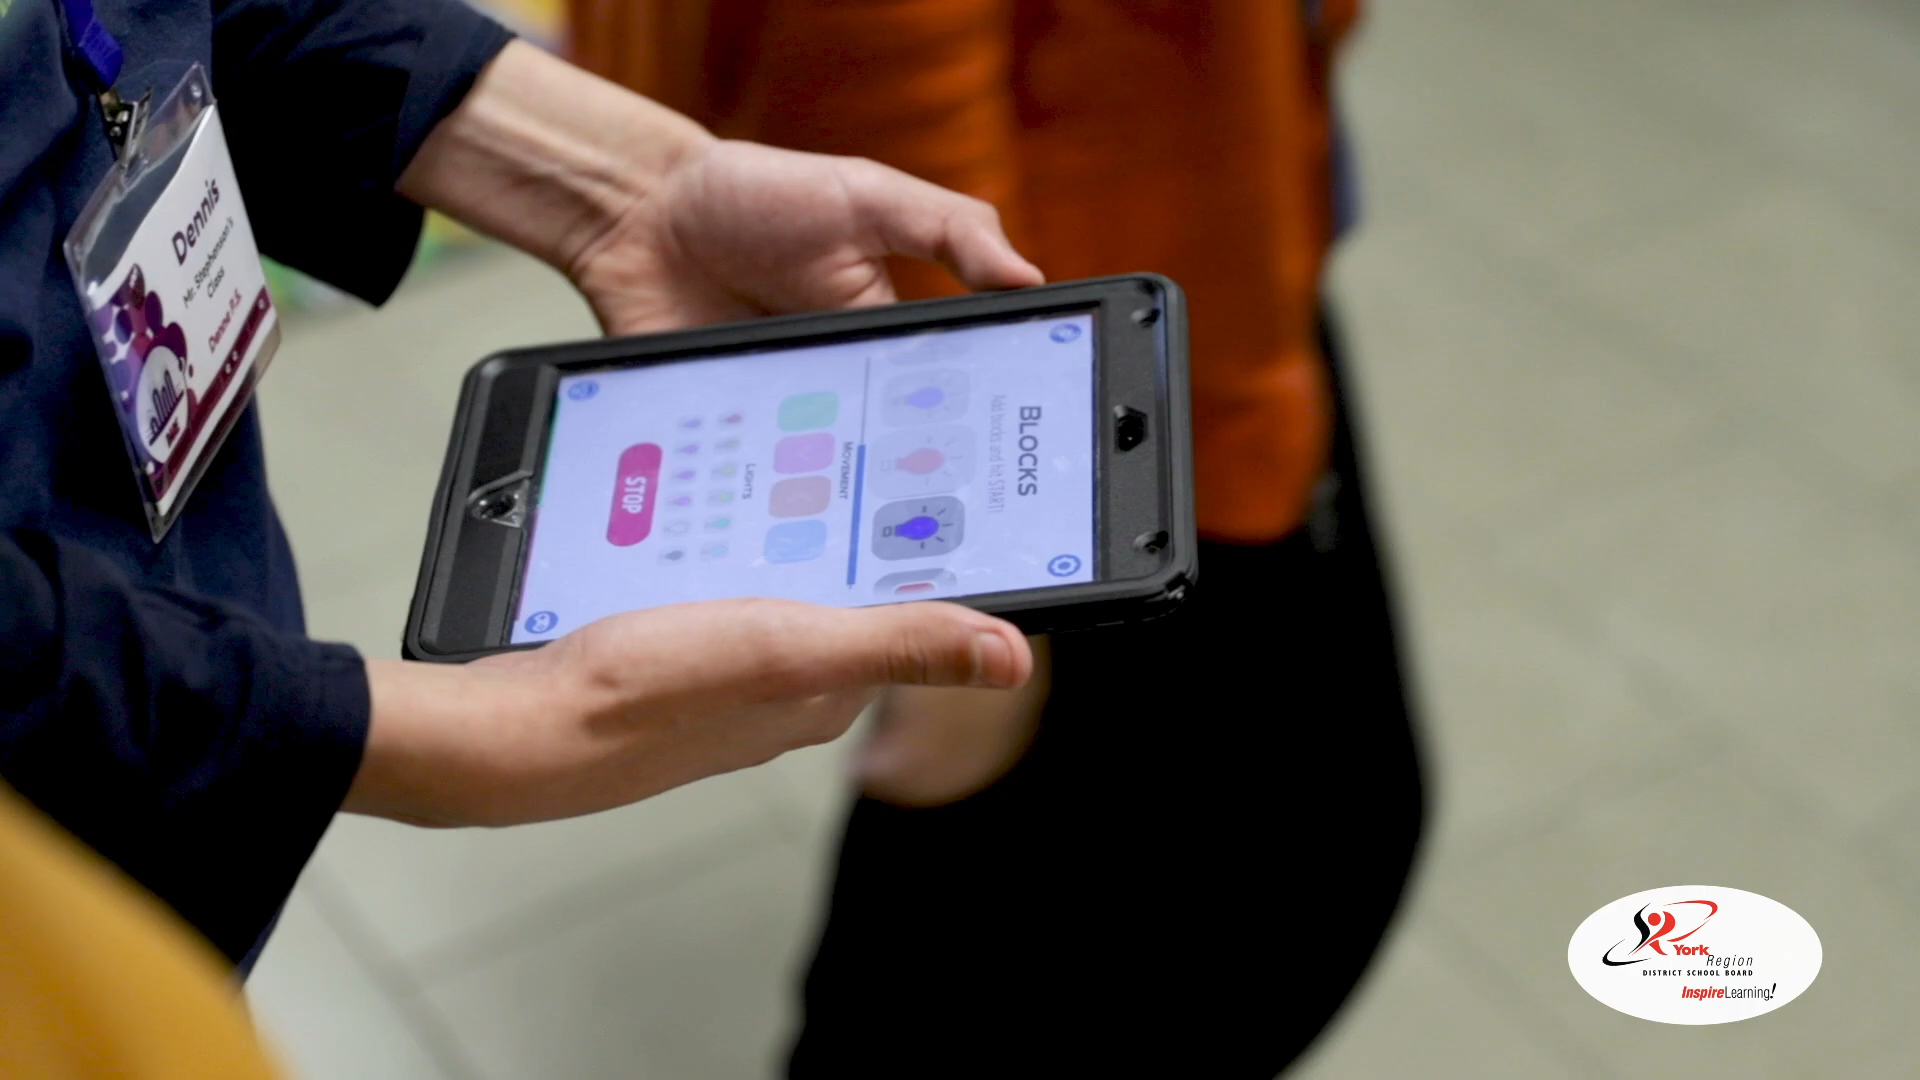 Dennis
Mr. Stephenson's
Class
Denne P.S.
BLOCKS
Add blocks and hit START!
MOVEMENT
LIGHTS
STOP
York
Region
DISTRICT SCHOOL BOARD
InspireLearning!